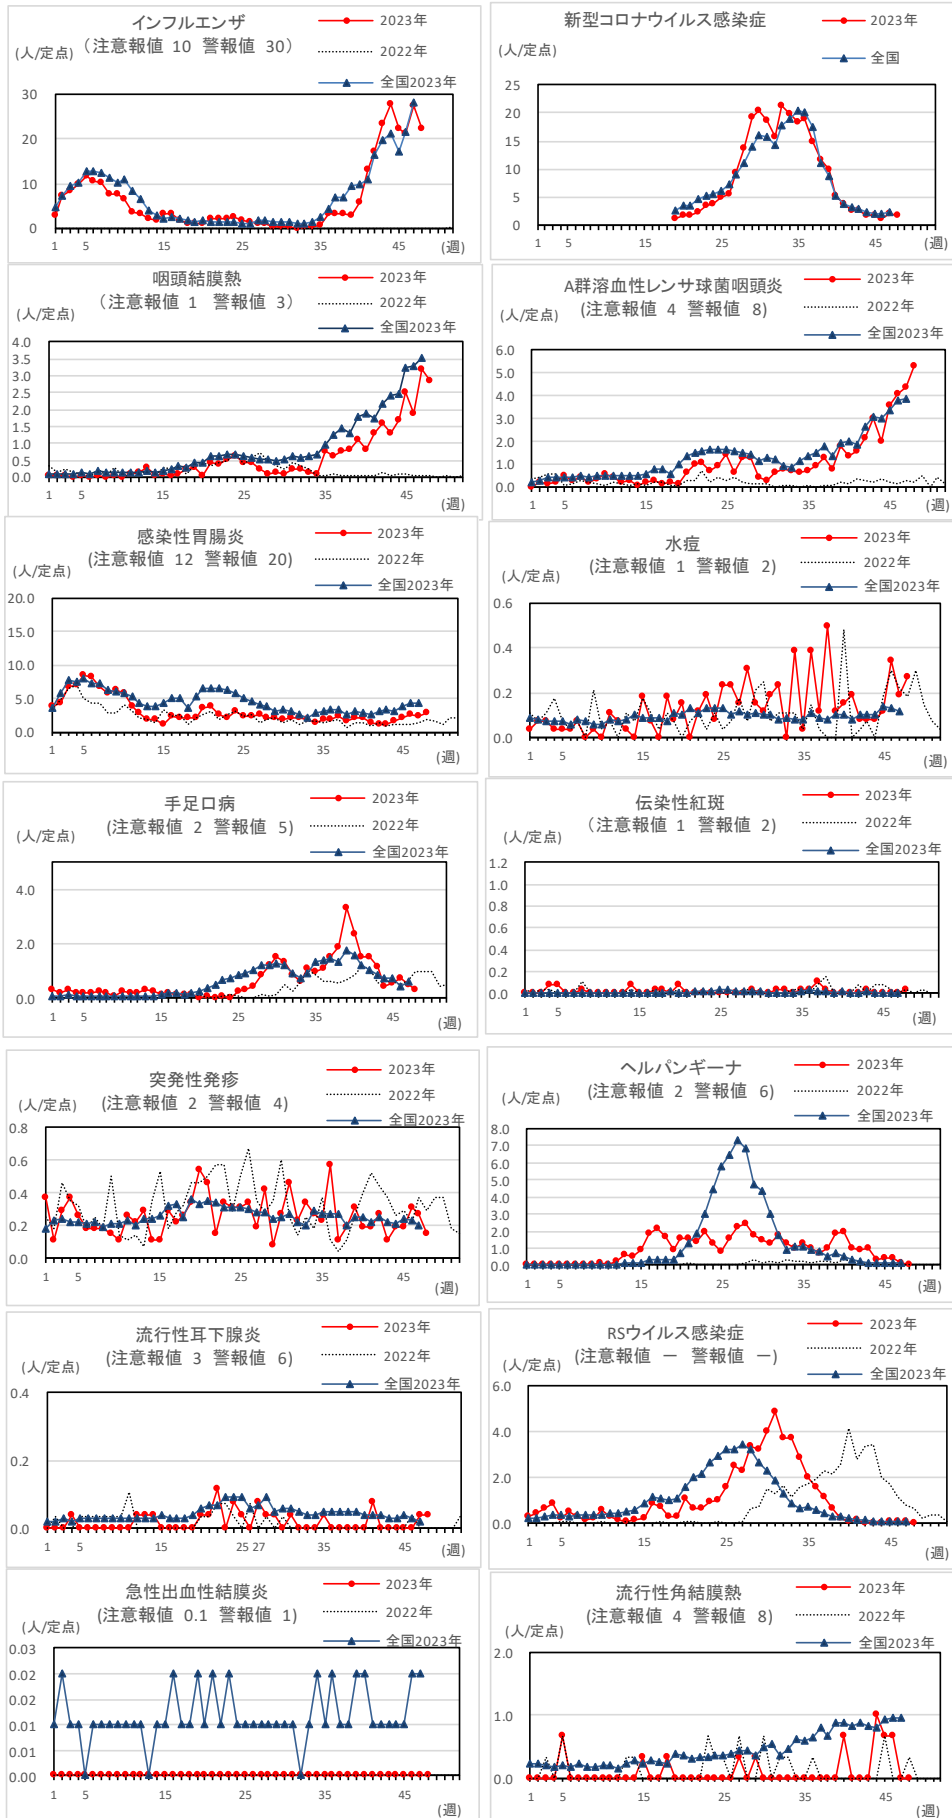 インフルエンザ
（注意報値 10 警報値 30）
(人/定点)
2023年
2022年
全国2023年
30
20
10
0
1
5
15
25
35
45
(週)
新型コロナウイルス感染症
(人/定点)
2023年
全国
25
20
15
10
5
0
1
5
15
25
35
45
(週)
咽頭結膜熱
（注意報値 1 警報値 3）
(人/定点)
2023年
2022年
全国2023年
4.0
3.5
3.0
2.5
2.0
1.5
1.0
0.5
0.0
1
5
15
25
35
45
(週)
A群溶血性レンサ球菌咽頭炎
(注意報値 4 警報値 8)
(人/定点)
2023年
2022年
全国2023年
6.0
5.0
4.0
3.0
2.0
1.0
0.0
1
5
15
25
35
45
(週)
感染性胃腸炎
(注意報値 12 警報値 20)
(人/定点)
2023年
2022年
全国2023年
20.0
15.0
10.0
5.0
0.0
1
5
15
25
35
45
(週)
水痘
(注意報値 1 警報値 2)
(人/定点)
2023年
2022年
全国2023年
0.6
0.4
0.2
0.0
1
5
15
25
35
45
(週)
手足口病
(注意報値 2 警報値 5)
(人/定点)
2023年
2022年
全国2023年
4.0
2.0
0.0
1
5
15
25
35
45
(週)
伝染性紅斑
（注意報値 1 警報値 2）
(人/定点)
2023年
2022年
全国2023年
1.2
1.0
0.8
0.6
0.4
0.2
0.0
1
5
15
25
35
45
(週)
突発性発疹
(注意報値 2 警報値 4)
(人/定点)
2023年
2022年
全国2023年
0.8
0.6
0.4
0.2
0.0
1
5
15
25
35
45
(週)
ヘルパンギーナ
(注意報値 2 警報値 6)
(人/定点)
2023年
2022年
全国2023年
8.0
7.0
6.0
5.0
4.0
3.0
2.0
1.0
0.0
1
5
15
25
35
45
(週)
流行性耳下腺炎
(注意報値 3 警報値 6)
(人/定点)
2023年
2022年
全国2023年
0.4
0.2
0.0
1
5
15
25
27
35
45
(週)
RSウイルス感染症
(注意報値 ー 警報値 ー)
(人/定点)
2023年
2022年
全国2023年
6.0
4.0
2.0
0.0
1
5
15
25
35
45
(週)
急性出血性結膜炎
(注意報値 0.1 警報値 1)
(人/定点)
2023年
2022年
全国2023年
0.03
0.02
0.02
0.01
0.01
0.00
1
5
15
25
35
45
(週)
流行性角結膜熱
(注意報値 4 警報値 8)
(人/定点)
2023年
2022年
全国2023年
2.0
1.0
0.0
1
5
15
25
35
45
(週)